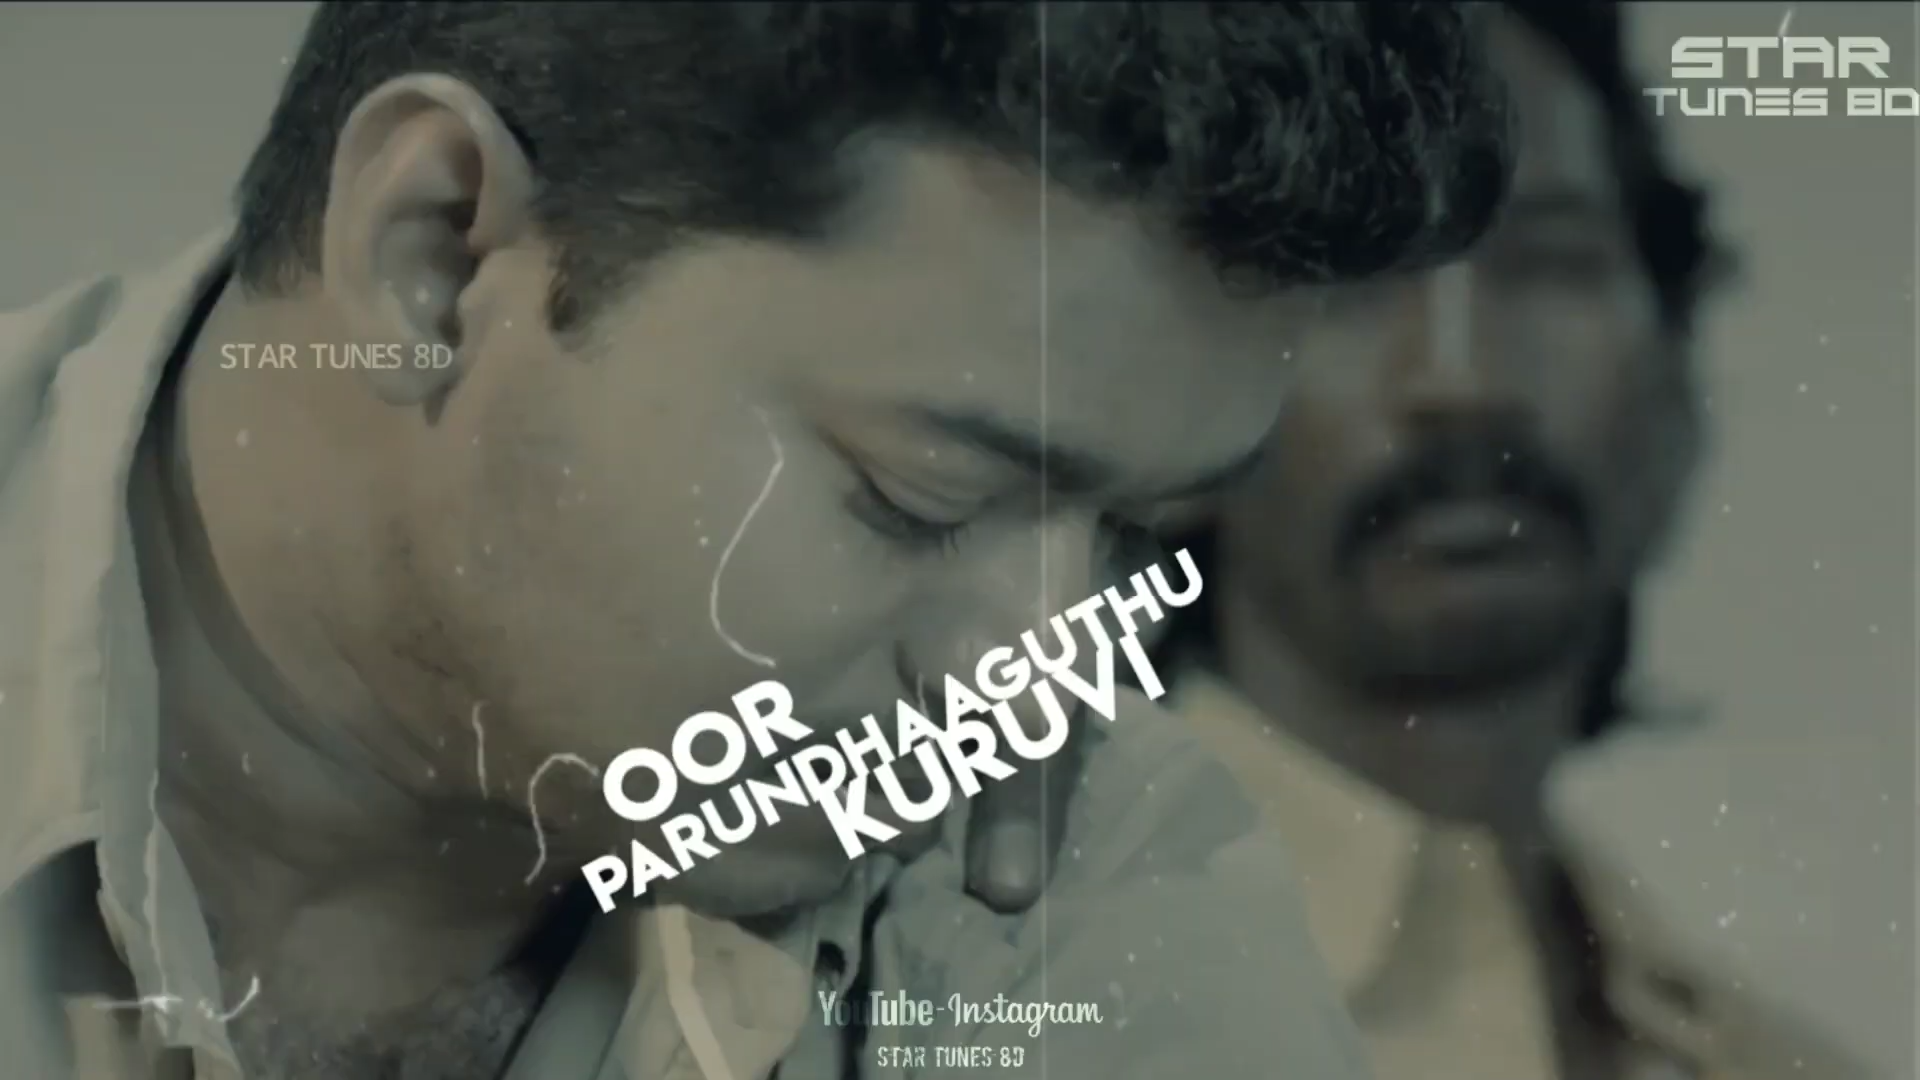 STAR
TUNES 8D
STAR TUNES 8D
OOR
PARUNDHAAGUTHU
KURUVI
YouTube-Instagram
STAR TUNES 8D